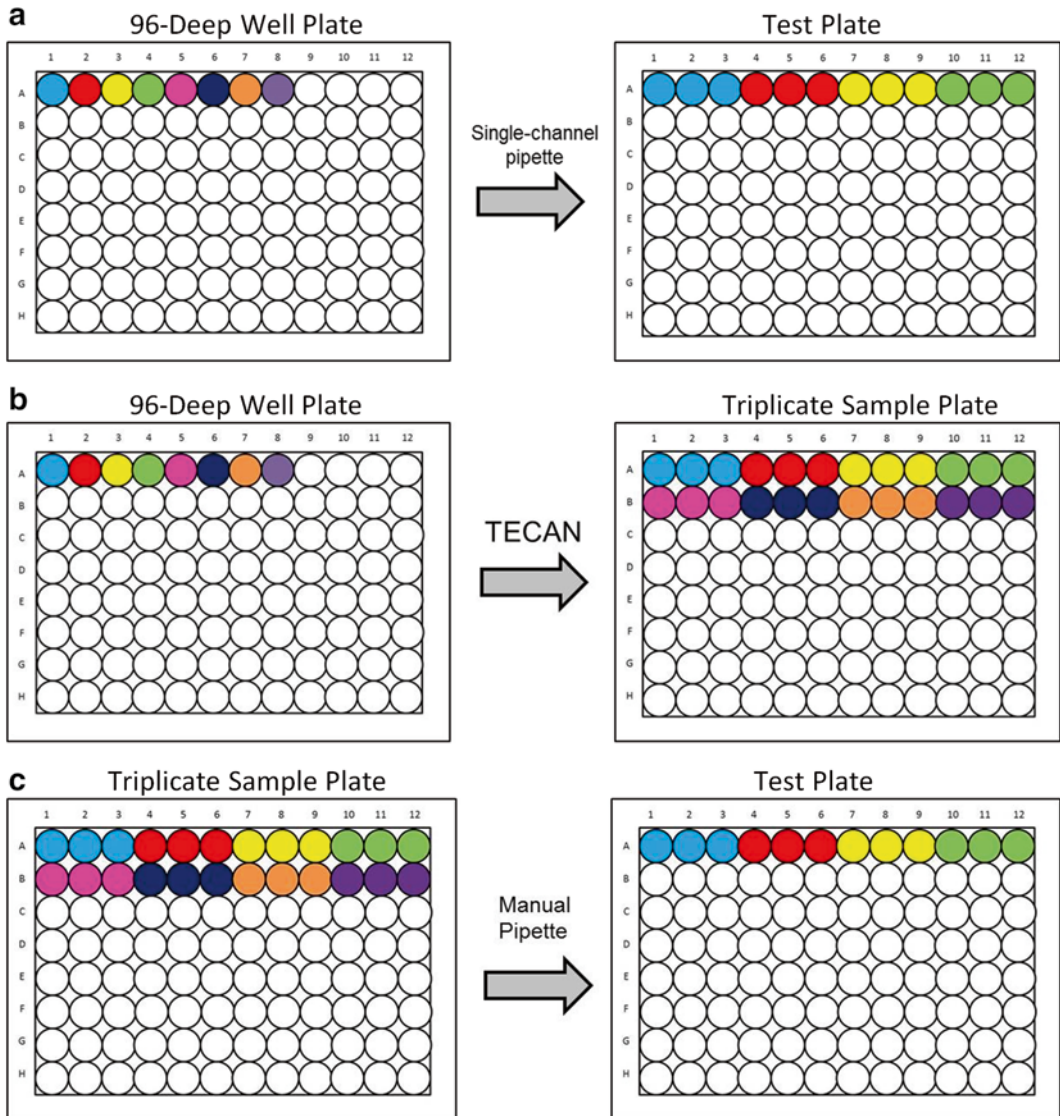 a
96-Deep Well Plate
Test Plate
1 2 3 4 5 6 7 8 9 10 11 12
1 2 3 4 5 6 7 8 9 10 11 12
A
B
C
D
E
F
G
H
Single-channel
pipette
A
B
C
D
E
F
G
H
b
96-Deep Well Plate
Triplicate Sample Plate
1 2 3 4 5 6 7 8 9 10 11 12
1 2 3 4 5 6 7 8 9 10 11 12
A
B
C
D
E
F
G
H
TECAN
A
B
C
D
E
F
G
H
c
Triplicate Sample Plate
Test Plate
1 2 3 4 5 6 7 8 9 10 11 12
1 2 3 4 5 6 7 8 9 10 11 12
A
B
C
D
E
F
G
H
Manual
Pipette
A
B
C
D
E
F
G
H